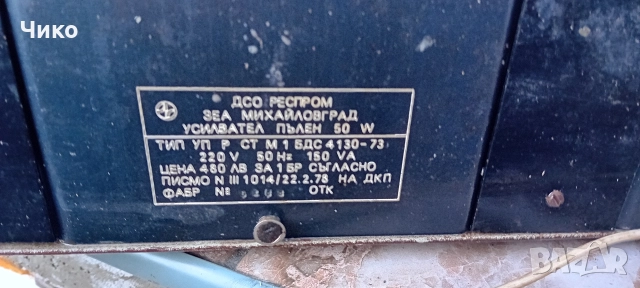 Чико
ДСО РЕСПРОМ
ЗЕА МИХАЙЛОВГРАД
УСИЛВАТЕЛ ПЪЛЕН 50 W
ТИП УП Р СТ М 1 БДС 4130-73
220 V 50 Hz 150 VA
ЦЕНА 480 ЛВ ЗА 1 БР СЪГЛАСНО
ПИСМО N III 1014/22.2.78 НА ДКП
ФАБР № ОТК
BAZAR